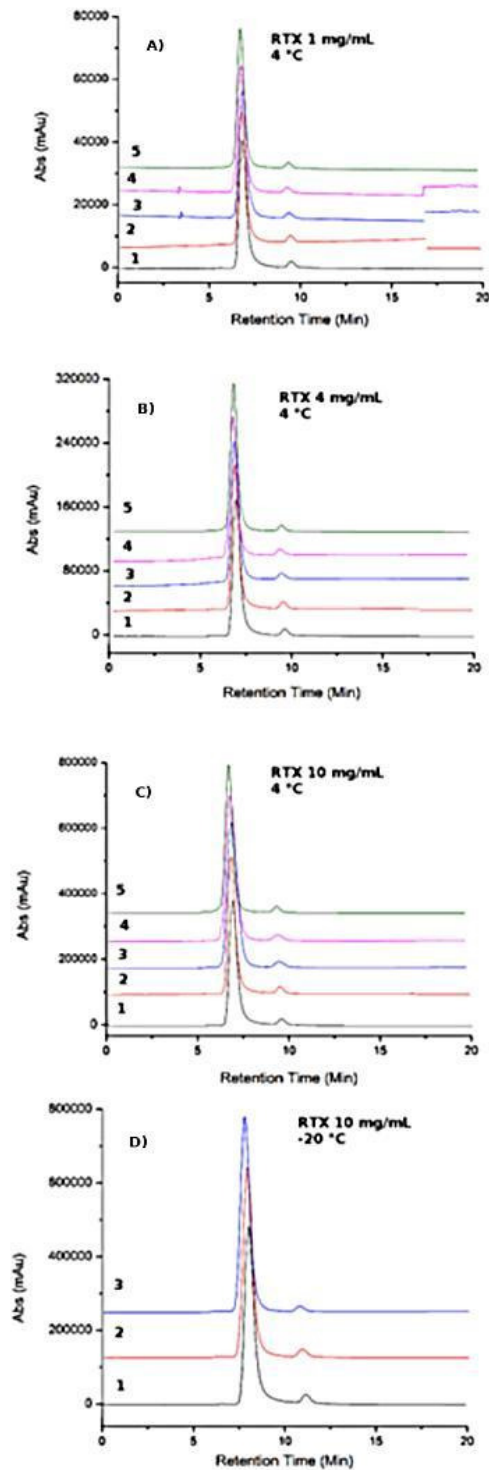 A)
RTX 1 mg/mL
4 °C
Abs (mAu)
80000
60000
40000
20000
0
5
4
3
2
1
0 5 10 15 20
Retention Time (Min)
B)
RTX 4 mg/mL
4 °C
Abs (mAu)
320000
240000
160000
80000
0
5
4
3
2
1
0 5 10 15 20
Retention Time (Min)
C)
RTX 10 mg/mL
4 °C
Abs (mAu)
800000
600000
400000
200000
0
5
4
3
2
1
0 5 10 15 20
Retention Time (Min)
D)
RTX 10 mg/mL
-20 °C
Abs (mAu)
800000
600000
400000
200000
0
3
2
1
0 5 10 15 20
Retention Time (Min)